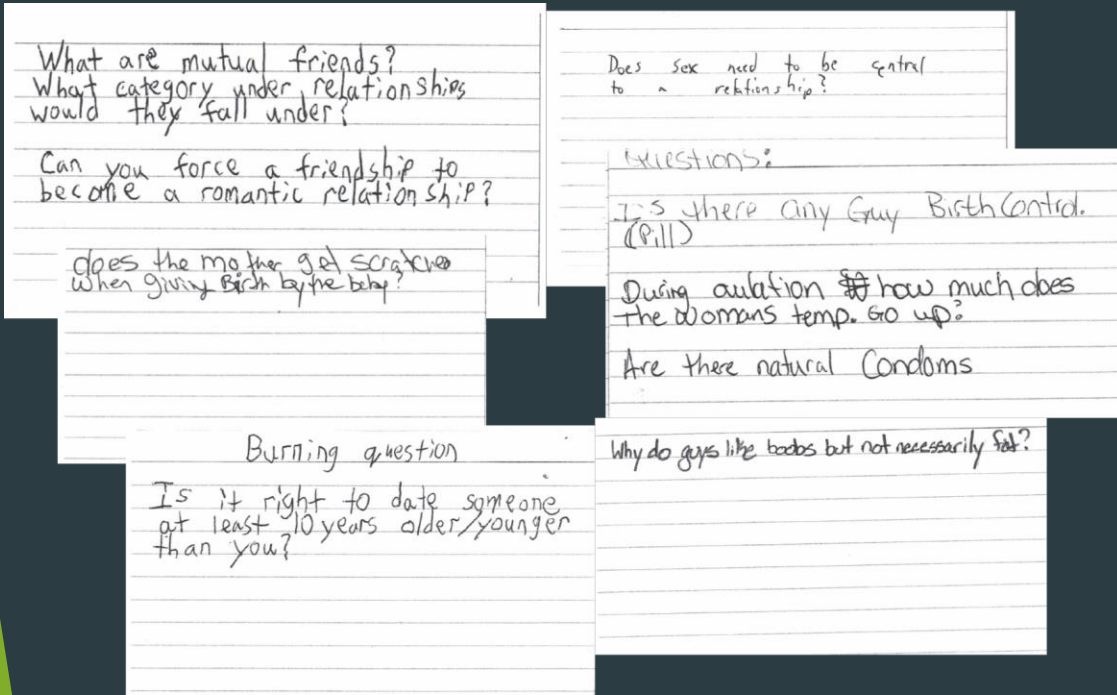 What are mutual friends?
What category under relationships
would they fall under?
Can you force a friendship to
become a romantic relationship?
does the mother get scratched
when giving Birth by the baby?
Burning question
Is it right to date someone
at least 10 years older/younger
than you?
Does sex need to be central
to a relationship?
Questions:
Is there any Guy Birth Control.
(Pill)
During aulation how much does
the womans temp. Go up?
Are there natural Condoms
Why do guys like boobs but not necessarily fat?